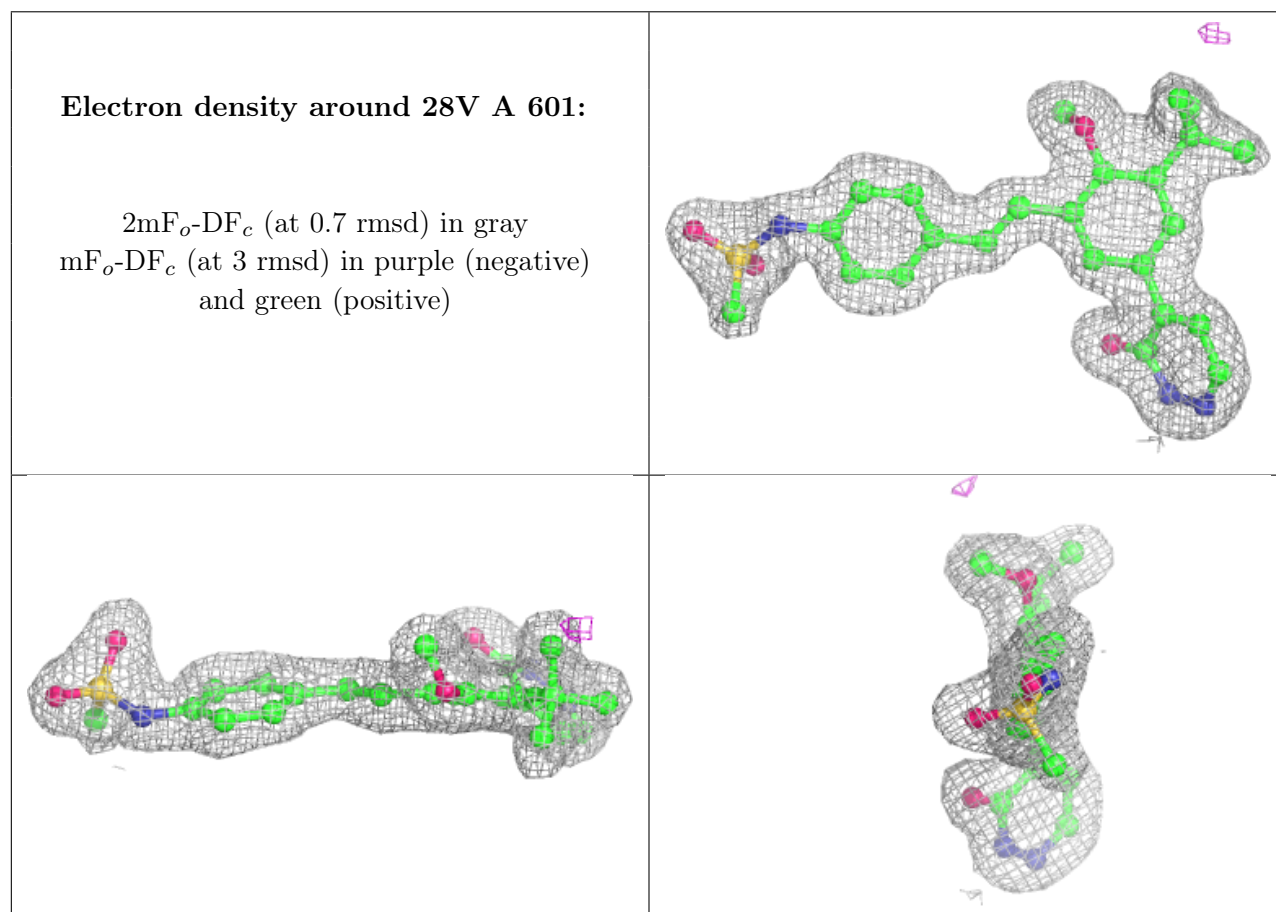 Electron density around 28V A 601:
2mFo-DFc (at 0.7 rmsd) in gray
mFo-DFc (at 3 rmsd) in purple (negative)
and green (positive)